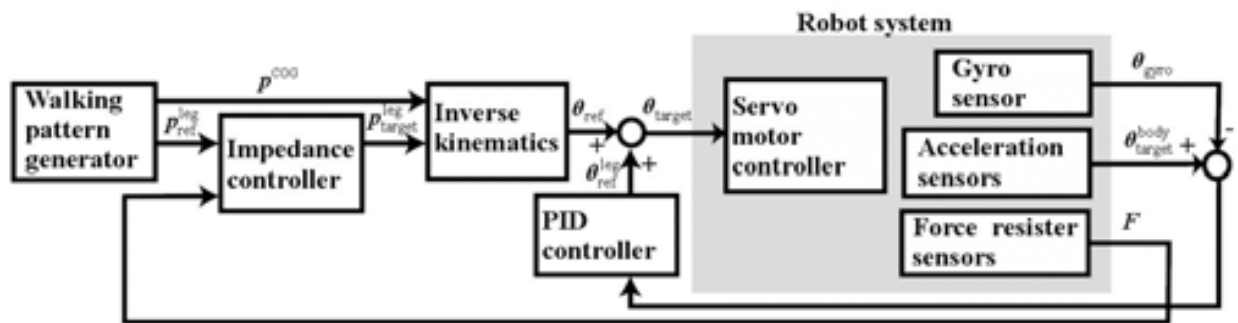 Robot system
Walking
pattern
generator
p^COG
p_ref^leg
Impedance
controller
p_target^leg
Inverse
kinematics
θ_ref
+
θ_ref^leg
+
PID
controller
θ_target
Servo
motor
controller
Gyro
sensor
θ_gyro
-
Acceleration
sensors
θ_target^body +
Force resister
sensors
F